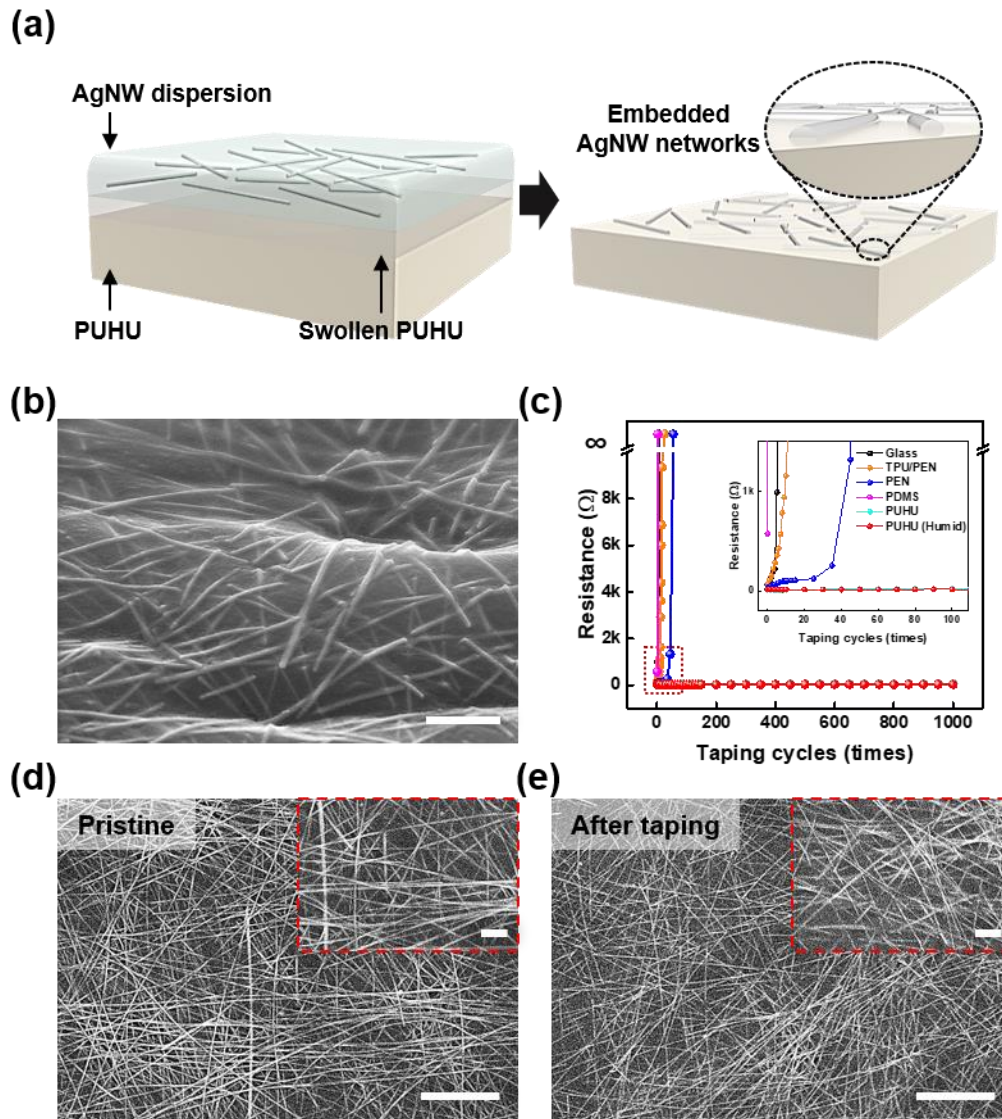 (a)
AgNW dispersion
Embedded
AgNW networks
PUHU
Swollen PUHU
(b)
(c)
∞
8k
6k
4k
2k
0
Resistance (Ω)
0
200
400
600
800
1000
Taping cycles (times)
1k
0
Resistance (Ω)
0
20
40
60
80
100
Taping cycles (times)
Glass
TPU/PEN
PEN
PDMS
PUHU
PUHU (Humid)
(d)
Pristine
(e)
After taping